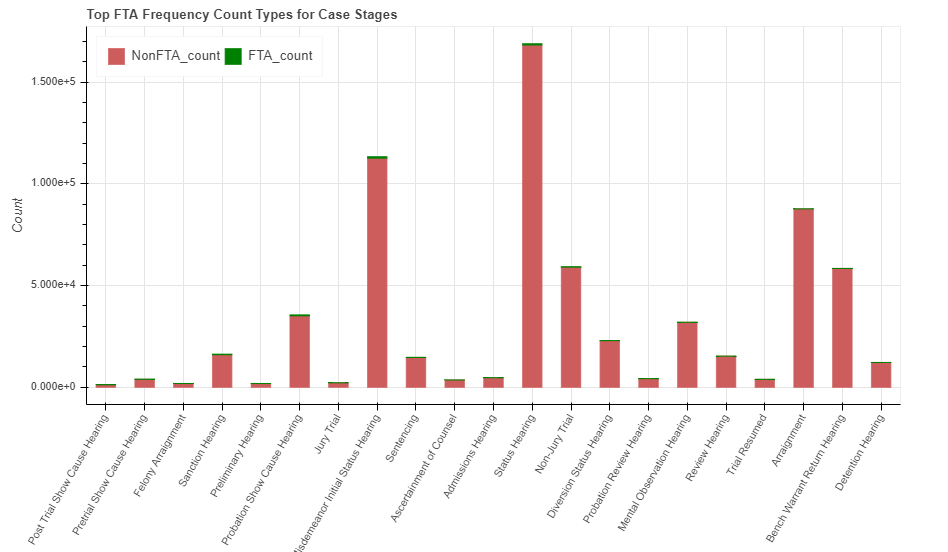 Top FTA Frequency Count Types for Case Stages
NonFTA_count
FTA_count
Count
1.500e+5
1.000e+5
5.000e+4
0.000e+0
Post Trial Show Cause Hearing
Pretrial Show Cause Hearing
Felony Arraignment
Sanction Hearing
Preliminary Hearing
Probation Show Cause Hearing
Jury Trial
Initial Status Hearing
Sentencing
Ascertainment of Counsel
Admissions Hearing
Status Hearing
Non-Jury Trial
Diversion Status Hearing
Probation Review Hearing
Mental Observation Hearing
Review Hearing
Trial Resumed
Arraignment
Bench Warrant Return Hearing
Detention Hearing